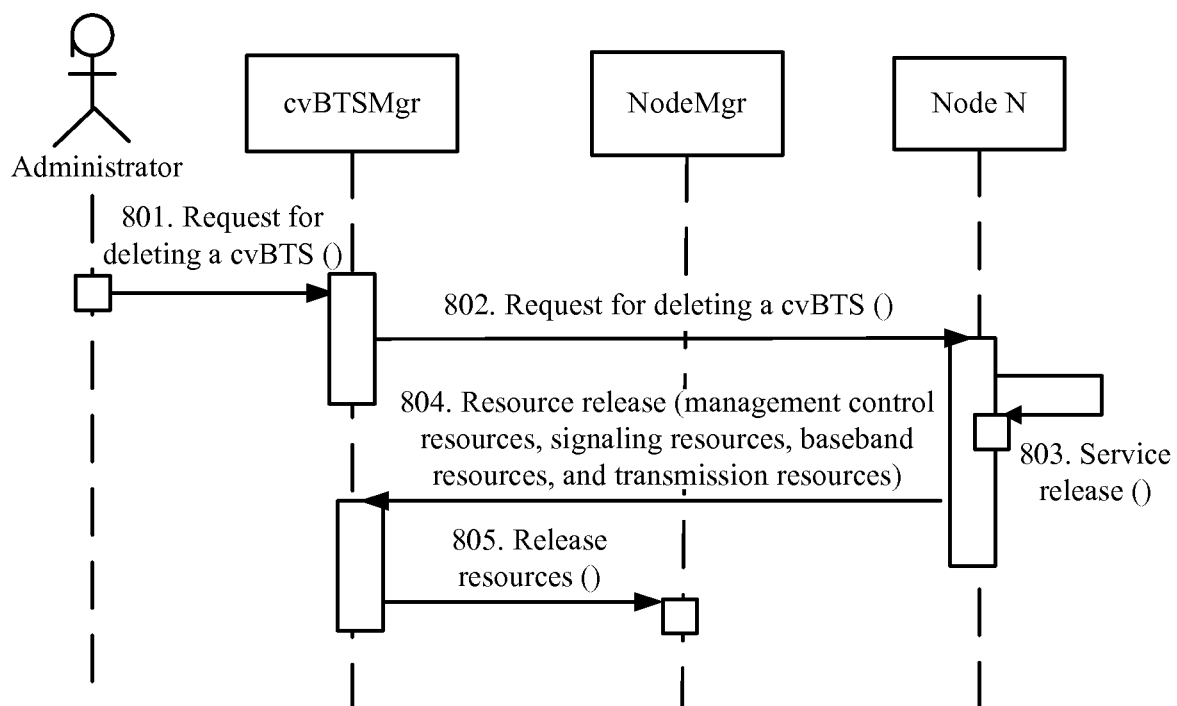 cvBTSMgr
NodeMgr
Node N
Administrator
801. Request for
deleting a cvBTS ()
802. Request for deleting a cvBTS ()
804. Resource release (management control
resources, signaling resources, baseband
resources, and transmission resources)
803. Service
release ()
805. Release
resources ()